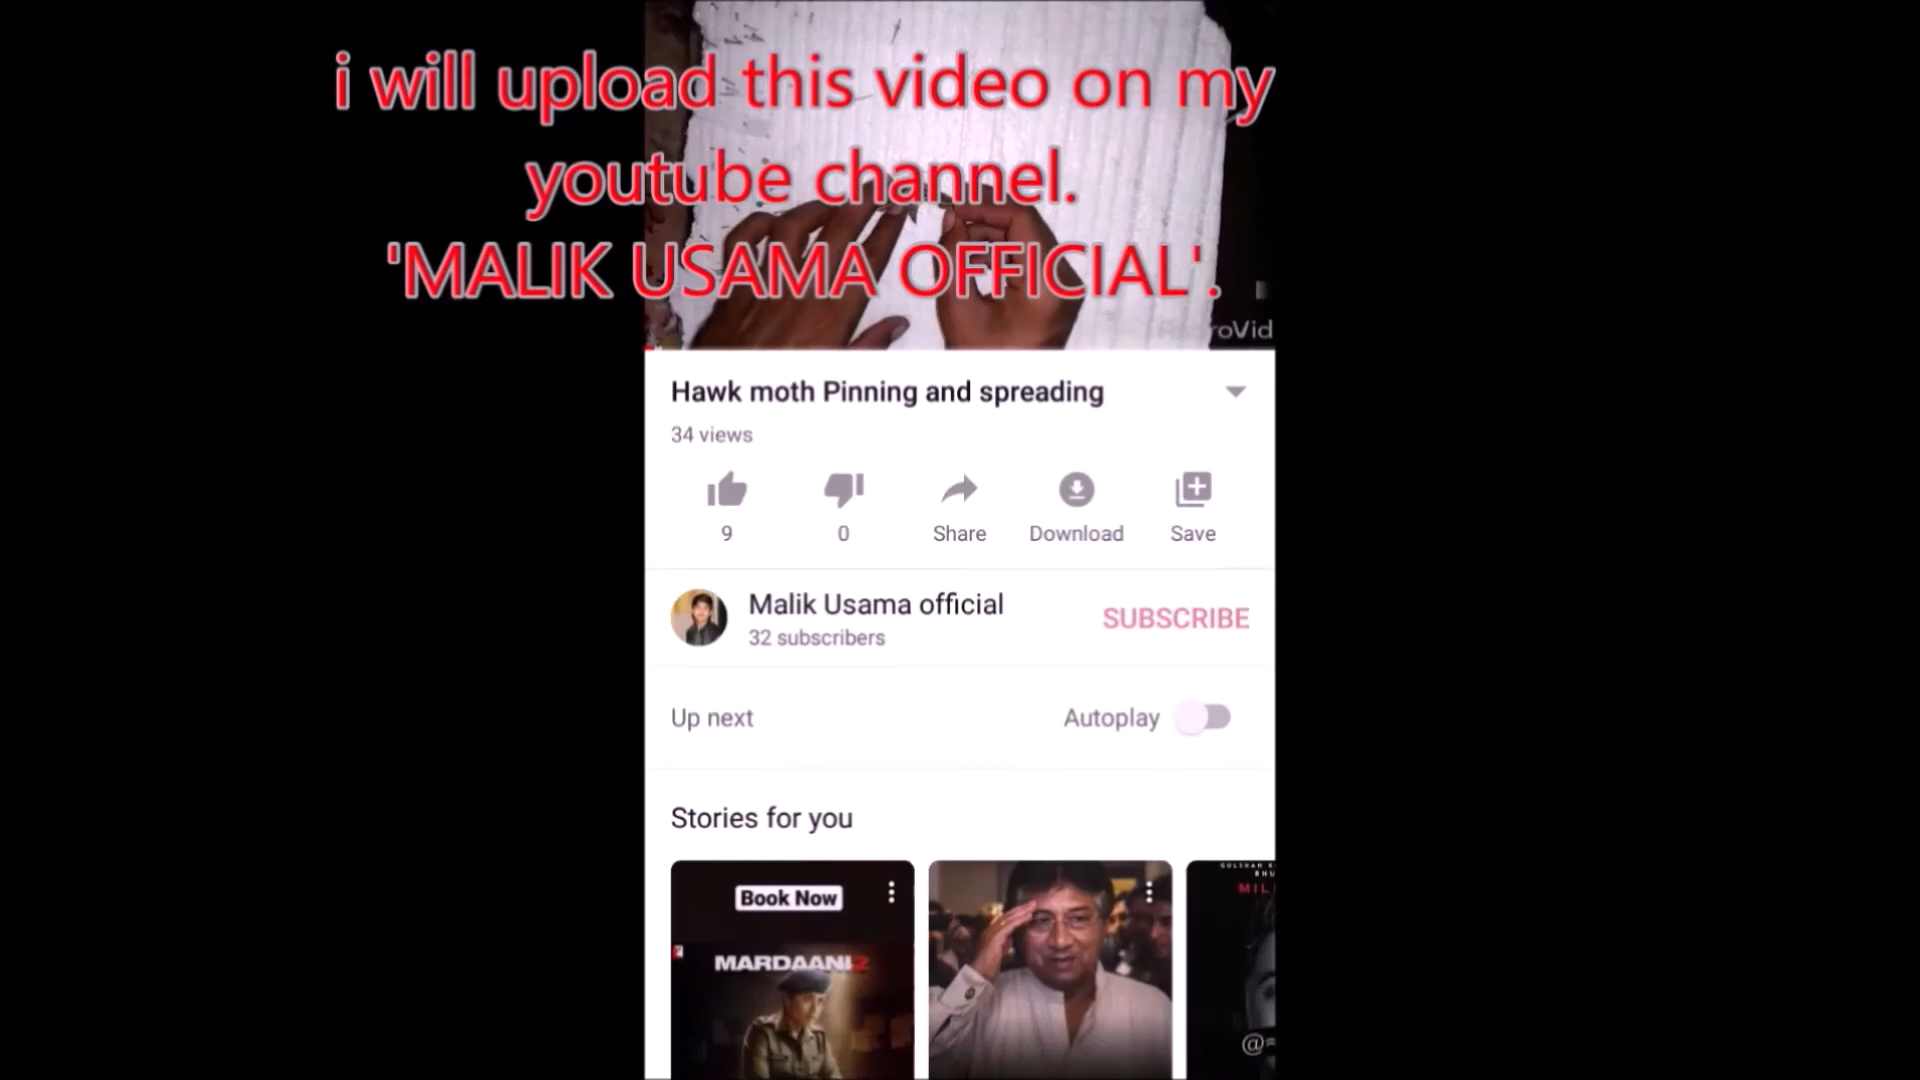 i will upload this video on my
youtube channel.
'MALIK USAMA OFFICIAL'.
roVid
Hawk moth Pinning and spreading
34 views
9
0
Share
Download
Save
Malik Usama official
32 subscribers
SUBSCRIBE
Up next
Autoplay
Stories for you
Book Now
MARDAANI 2
MIL
@